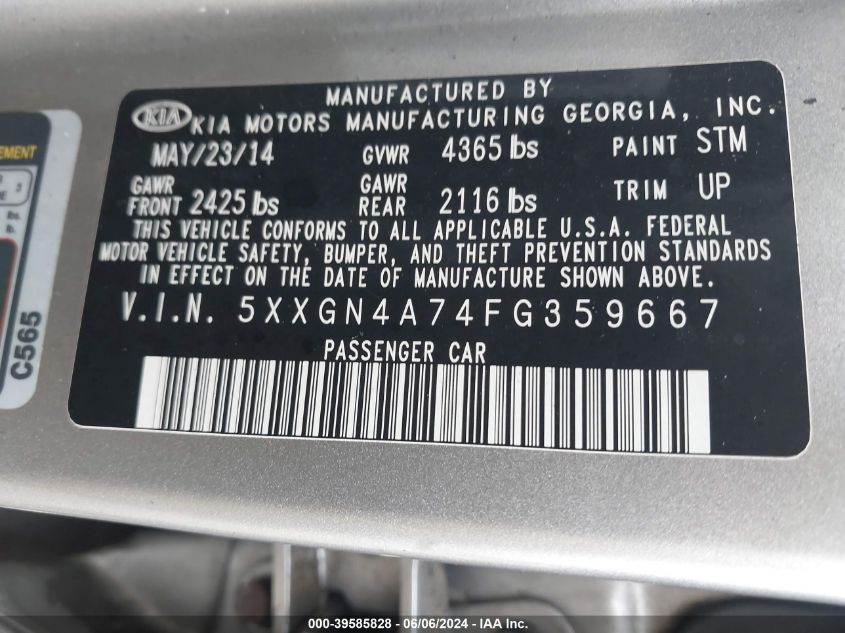 MANUFACTURED BY
KIA KIA MOTORS MANUFACTURING GEORGIA, INC.
MAY/23/14 GVWR 4365 lbs PAINT STM
GAWR FRONT 2425 lbs GAWR REAR 2116 lbs TRIM UP
THIS VEHICLE CONFORMS TO ALL APPLICABLE U.S.A. FEDERAL
MOTOR VEHICLE SAFETY, BUMPER, AND THEFT PREVENTION STANDARDS
IN EFFECT ON THE DATE OF MANUFACTURE SHOWN ABOVE.
V.I.N. 5XXGN4A74FG359667
PASSENGER CAR
C565
000-39585828 - 06/06/2024 - IAA Inc.